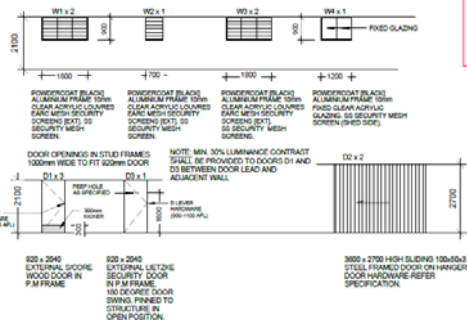 W1 x 2
W2 x 1
W3 x 2
W4 x 1
2100
900
900
FIXED GLAZING
1800
700
1800
1200
POWDERCOAT [BLACK]
ALUMINIUM FRAME 10mm
CLEAR ACRYLIC LOUVRES
EARC MESH SECURITY
SCREENS [EXT]. SS
SECURITY MESH
SCREEN.
POWDERCOAT [BLACK]
ALUMINIUM FRAME 10mm
CLEAR ACRYLIC LOUVRES
EARC MESH SECURITY
SCREENS [EXT]. SS
SECURITY MESH
SCREEN.
POWDERCOAT [BLACK]
ALUMINIUM FRAME 10mm
CLEAR ACRYLIC LOUVRES
EARC MESH SECURITY
SCREENS [EXT].
SS SECURITY MESH
SCREEN.
POWDERCOAT [BLACK]
ALUMINIUM FRAME 10mm
FIXED CLEAR ACRYLIC
GLAZING. SS SECURITY MESH
SCREEN (SHED SIDE).
DOOR OPENINGS IN STUD FRAMES
1000mm WIDE TO FIT 920mm DOOR
NOTE: MIN. 30% LUMINANCE CONTRAST
SHALL BE PROVIDED TO DOORS D1 AND
D3 BETWEEN DOOR LEAD AND
ADJACENT WALL
D1 x 3
D3 x 1
D2 x 2
PEEP HOLE
AS SPECIFIED
2100
300mm
KICKER
300
1500
D LEVER
HARDWARE
(900-1100 AFL)
2700
920 x 2040
EXTERNAL S/CORE
WOOD DOOR IN
P.M FRAME
920 x 2040
EXTERNAL LIETZKE
SECURITY DOOR
IN P.M FRAME.
180 DEGREE DOOR
SWING. PINNED TO
STRUCTURE IN
OPEN POSITION.
3600 x 2700 HIGH SLIDING 100x50x3
STEEL FRAMED DOOR ON HANGER
DOOR HARDWARE-REFER
SPECIFICATION.